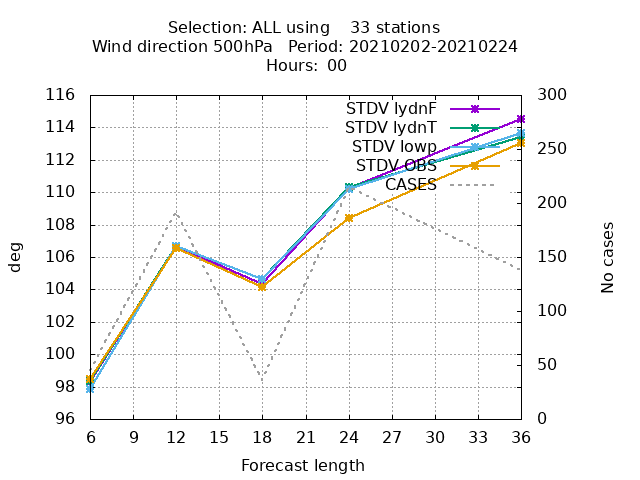 Selection: ALL using    33 stations
Wind direction 500hPa   Period: 20210202-20210224
Hours: 00
116
114
112
110
108
106
104
102
100
98
96
deg
STDV lydnF
STDV lydnT
STDV lowp
STDV OBS
CASES
300
250
200
150
100
50
0
No cases
6 9 12 15 18 21 24 27 30 33 36
Forecast length